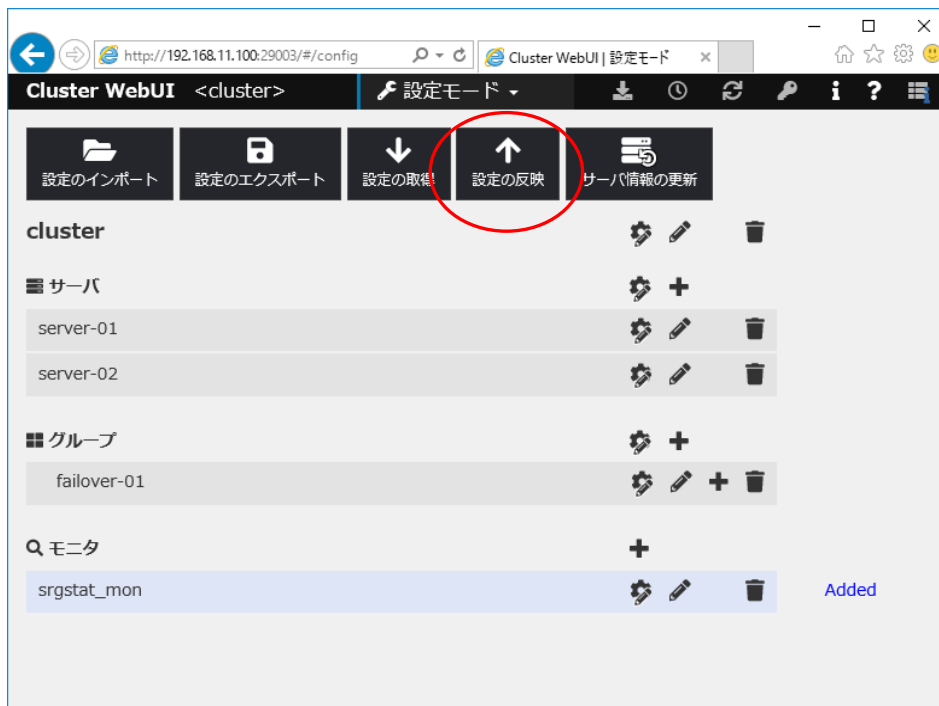 http://192.168.11.100:29003/#/config
Cluster WebUI | 設定モード
Cluster WebUI <cluster> 設定モード
設定のインポート 設定のエクスポート 設定の取得 設定の反映 サーバ情報の更新
cluster
サーバ
server-01
server-02
グループ
failover-01
モニタ
srgstat_mon Added